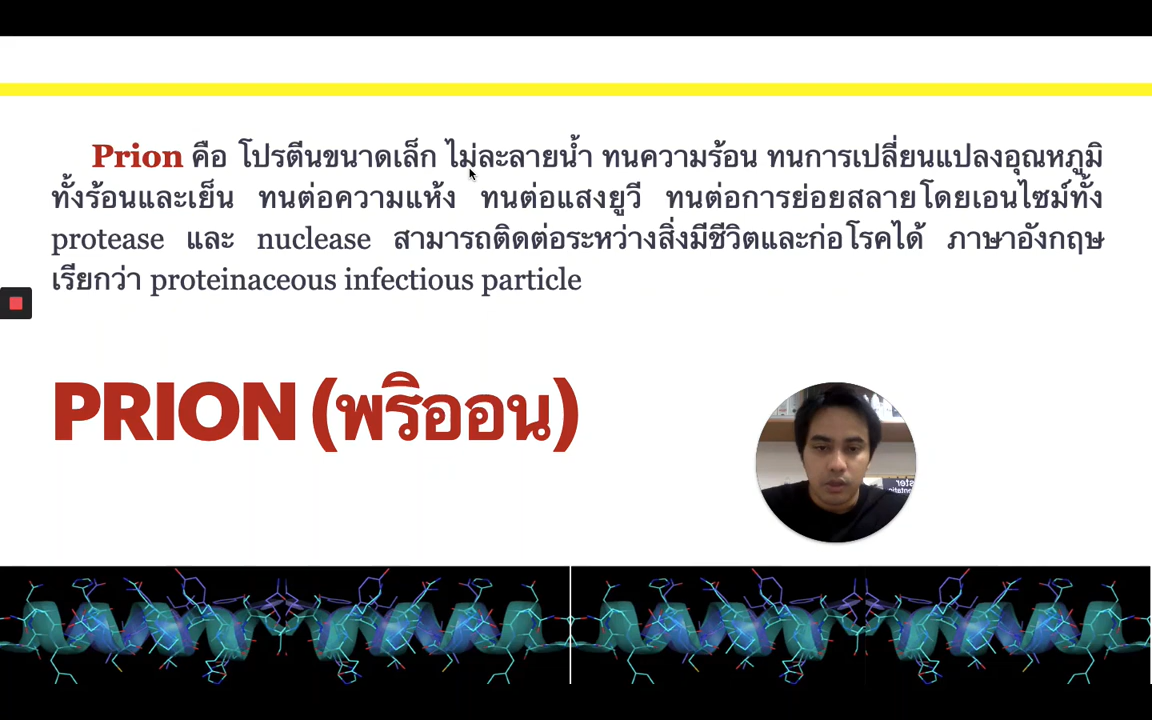 Prion คือ โปรตีนขนาดเล็ก ไม่ละลายน้ำ ทนความร้อน ทนการเปลี่ยนแปลงอุณหภูมิ
ทั้งร้อนและเย็น ทนต่อความแห้ง ทนต่อแสงยูวี ทนต่อการย่อยสลายโดยเอนไซม์ทั้ง
protease และ nuclease สามารถติดต่อระหว่างสิ่งมีชีวิตและก่อโรคได้ ภาษาอังกฤษ
เรียกว่า proteinaceous infectious particle
PRION (พริออน)